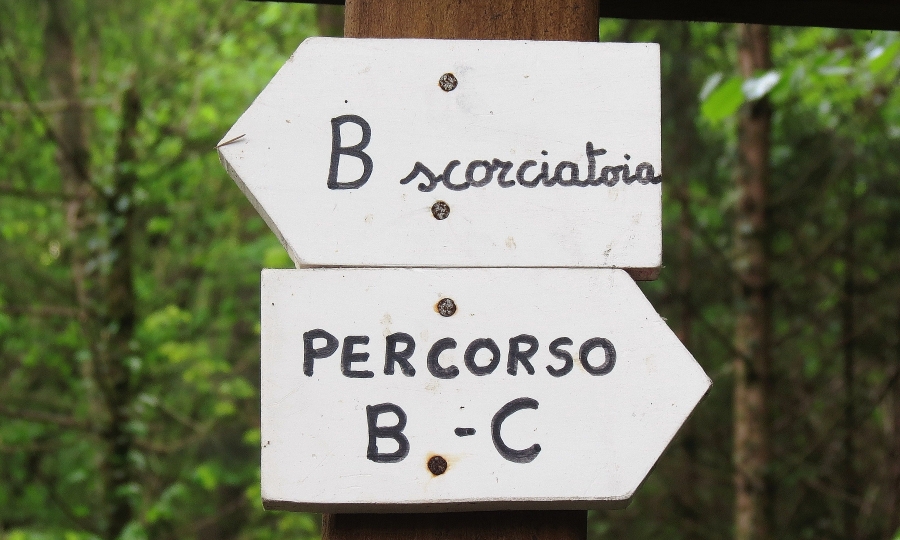 B scorciatoia
PERCORSO
B - C